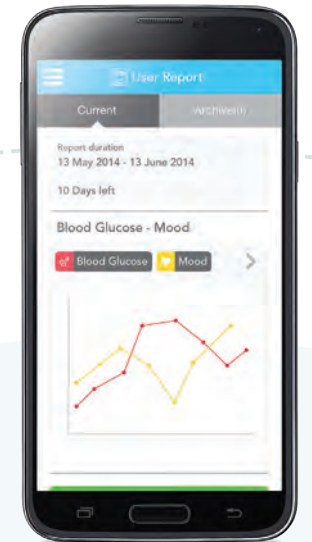 User Report
Current
Archive(s)
Report duration
13 May 2014 - 13 June 2014
10 Days left
Blood Glucose - Mood
Blood Glucose
Mood